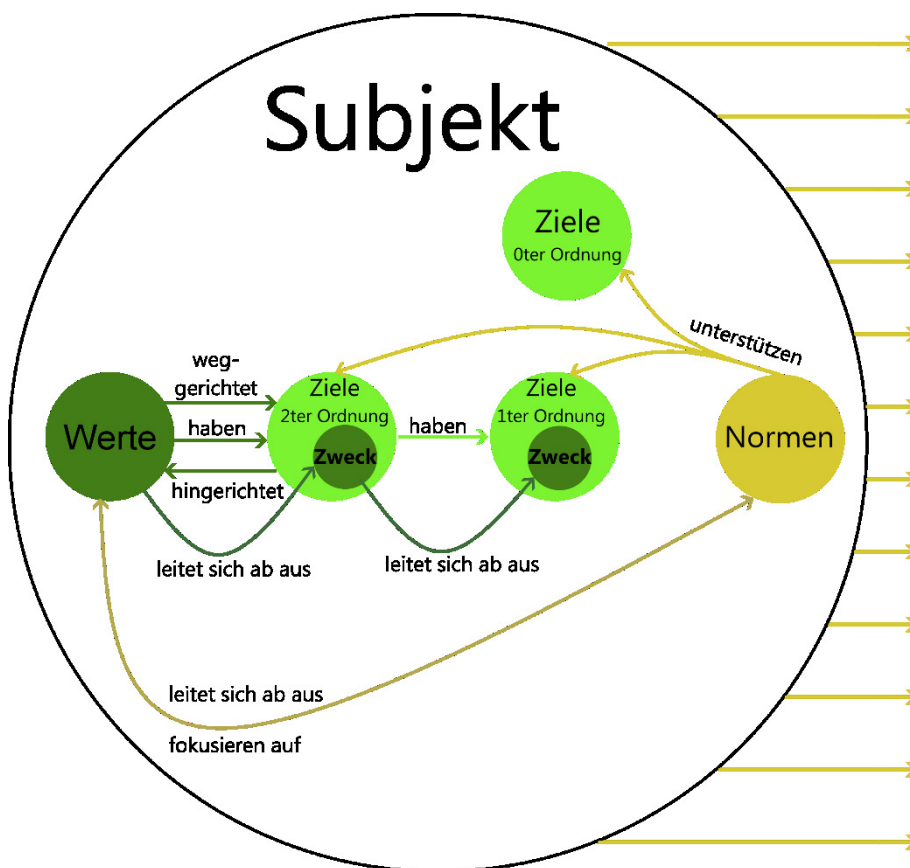 Subjekt
Ziele
0ter Ordnung
unterstützen
weg-
gerichtet
Ziele
2ter Ordnung
Ziele
1ter Ordnung
Werte
haben
haben
Normen
Zweck
Zweck
hingerichtet
leitet sich ab aus
leitet sich ab aus
leitet sich ab aus
fokusieren auf